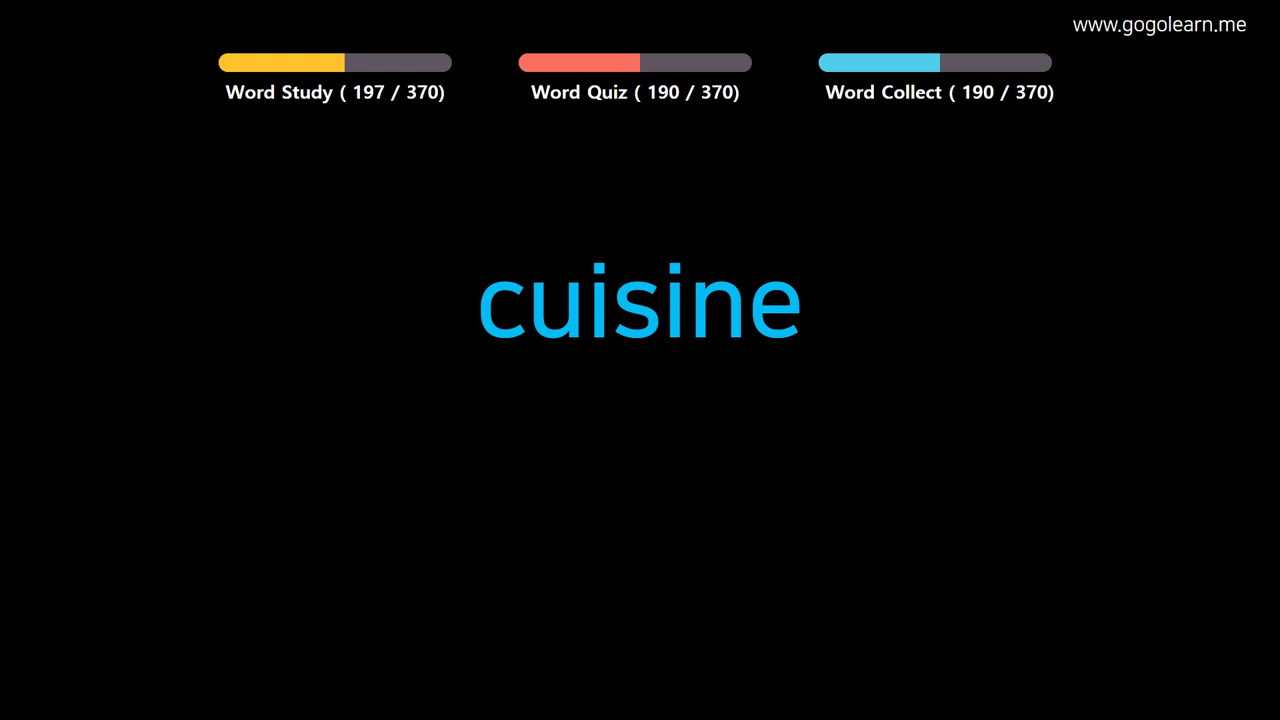 www.gogolearn.me
Word Study ( 197 / 370)
Word Quiz ( 190 / 370)
Word Collect ( 190 / 370)
cuisine